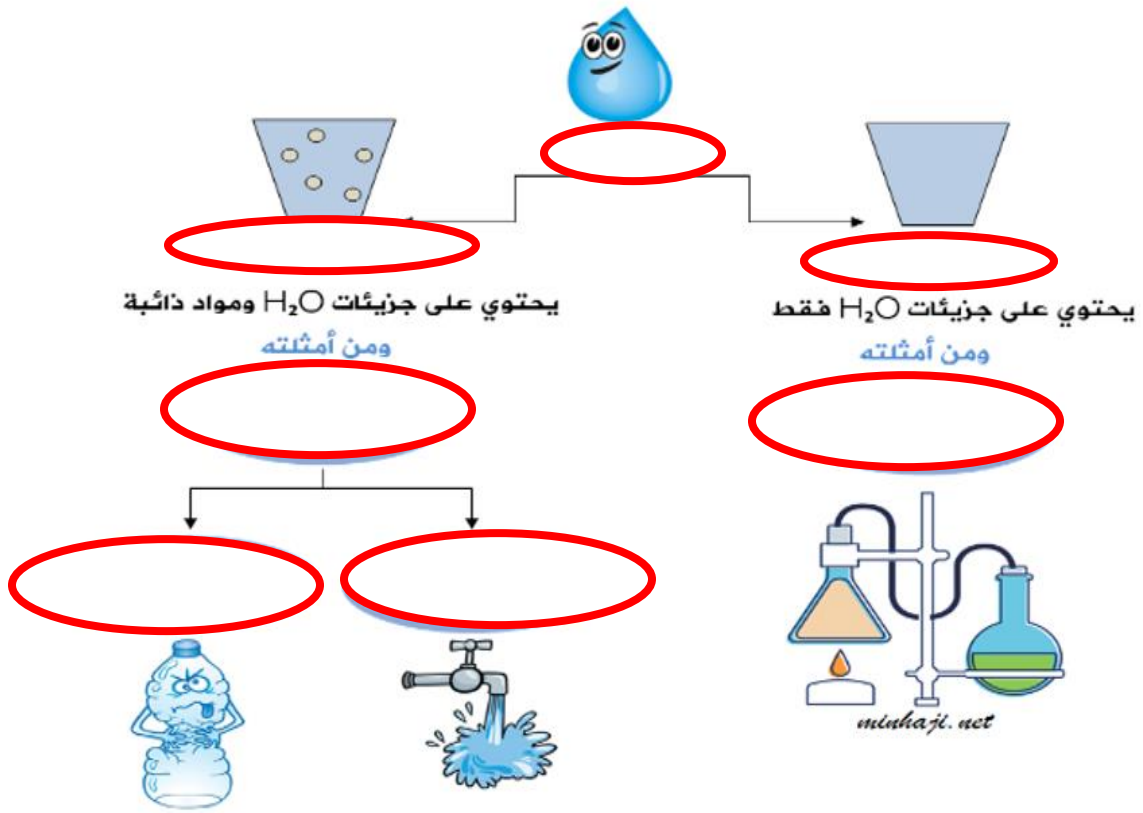 يحتوي على جزيئات H₂O فقط
ومن أمثلته
يحتوي على جزيئات H₂O ومواد ذائبة
ومن أمثلته
minhaji.net